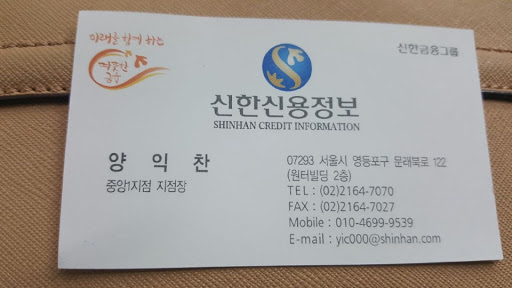 미래를 함께 하는
따뜻한
금융
신한금융그룹
신한신용정보
SHINHAN CREDIT INFORMATION
양 익 찬
중앙1지점 지점장
07293 서울시 영등포구 문래북로 122
(원터빌딩 2층)
TEL : (02)2164-7070
FAX : (02)2164-7027
Mobile : 010-4699-9539
E-mail : yic000@shinhan.com